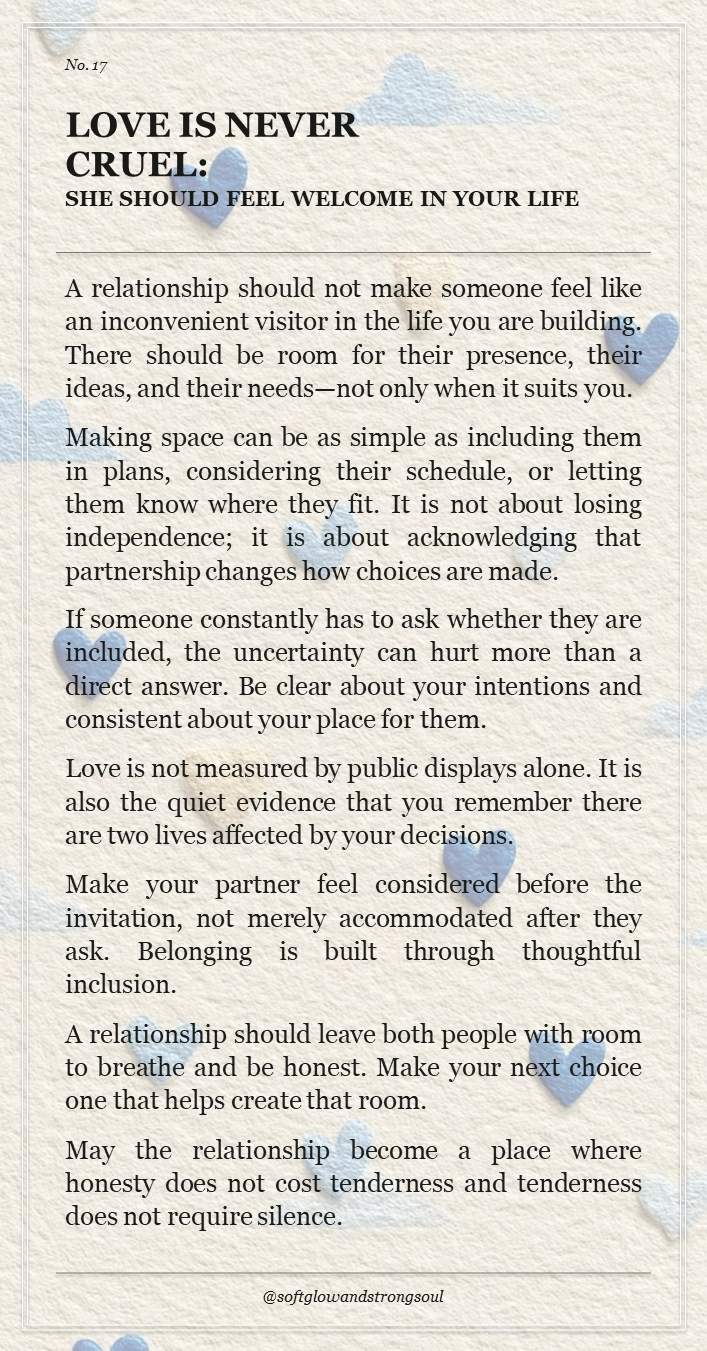 No. 17
LOVE IS NEVER
CRUEL:
SHE SHOULD FEEL WELCOME IN YOUR LIFE
A relationship should not make someone feel like
an inconvenient visitor in the life you are building.
There should be room for their presence, their
ideas, and their needs—not only when it suits you.
Making space can be as simple as including them
in plans, considering their schedule, or letting
them know where they fit. It is not about losing
independence; it is about acknowledging that
partnership changes how choices are made.
If someone constantly has to ask whether they are
included, the uncertainty can hurt more than a
direct answer. Be clear about your intentions and
consistent about your place for them.
Love is not measured by public displays alone. It is
also the quiet evidence that you remember there
are two lives affected by your decisions.
Make your partner feel considered before the
invitation, not merely accommodated after they
ask. Belonging is built through thoughtful
inclusion.
A relationship should leave both people with room
to breathe and be honest. Make your next choice
one that helps create that room.
May the relationship become a place where
honesty does not cost tenderness and tenderness
does not require silence.
@softglowandstrongsoul